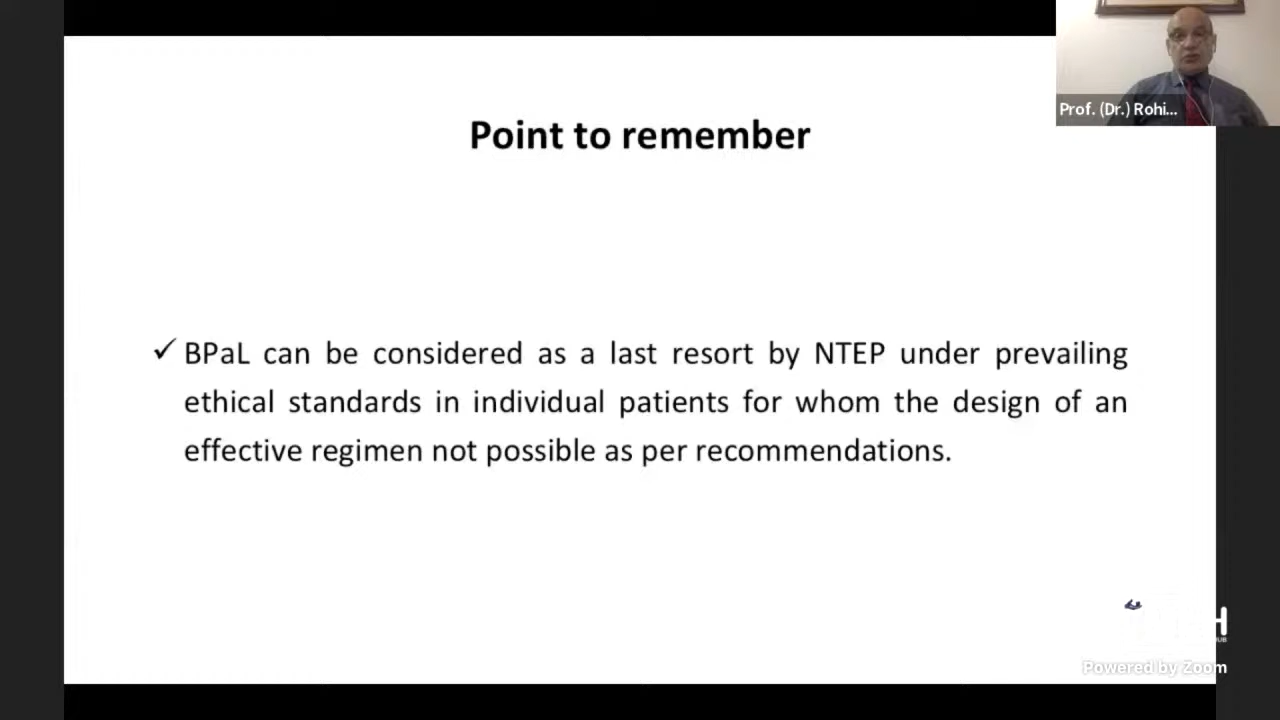 Prof. (Dr.) Rohi...
Point to remember
✓ BPaL can be considered as a last resort by NTEP under prevailing
ethical standards in individual patients for whom the design of an
effective regimen not possible as per recommendations.
Powered by Zoom